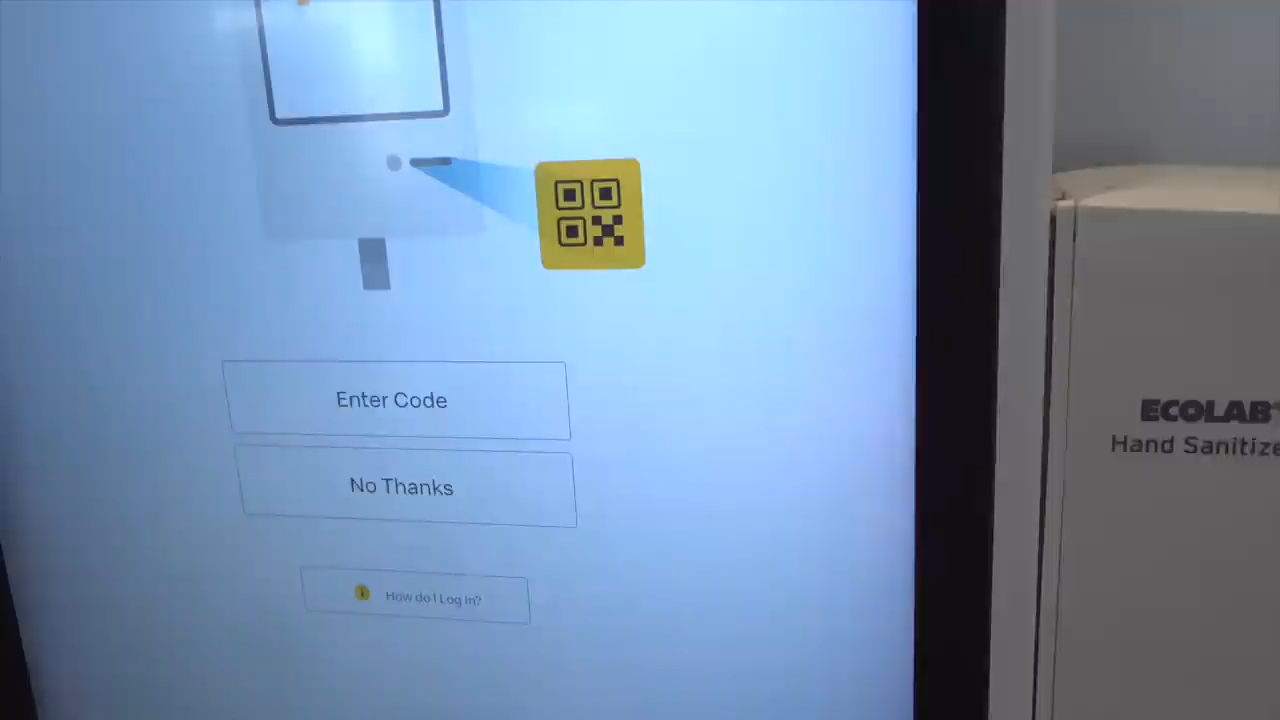 Enter Code
No Thanks
i How do I Log In?
ECOLAB
Hand Sanitize